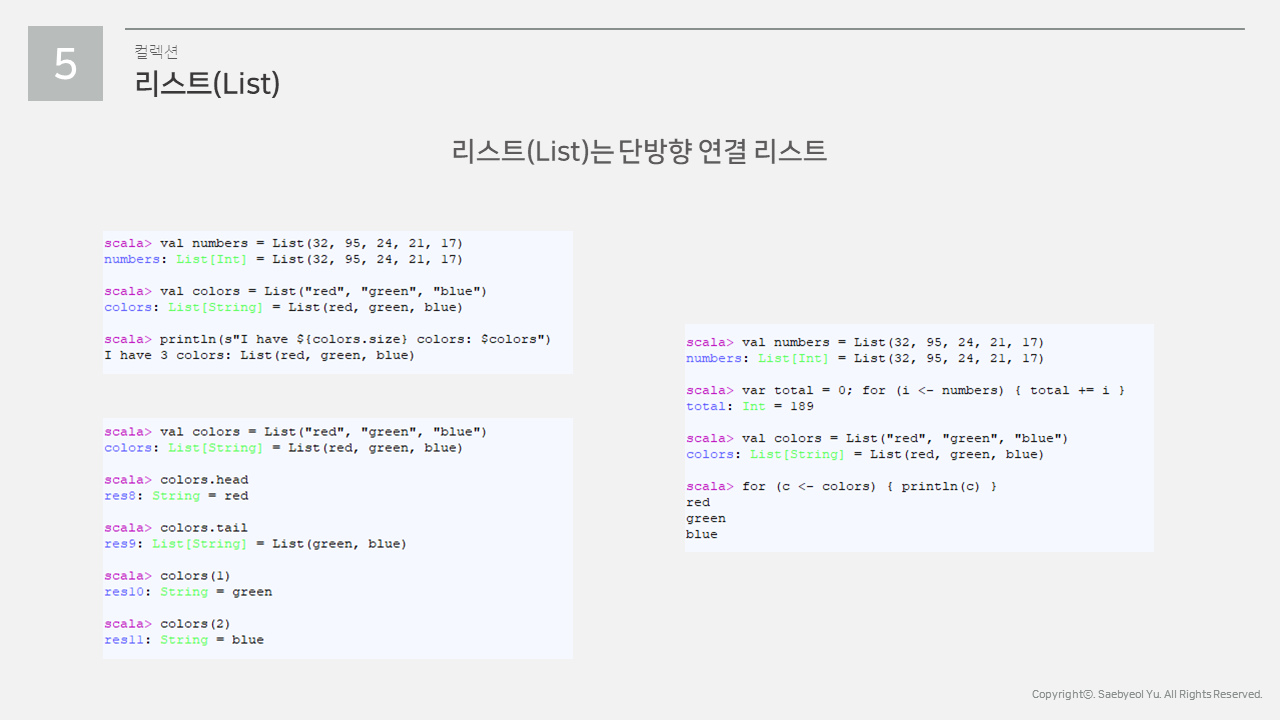 5
컬렉션
리스트(List)
리스트(List)는 단방향 연결 리스트
scala> val numbers = List(32, 95, 24, 21, 17)
numbers: List[Int] = List(32, 95, 24, 21, 17)
scala> val colors = List("red", "green", "blue")
colors: List[String] = List(red, green, blue)
scala> println(s"I have ${colors.size} colors: $colors")
I have 3 colors: List(red, green, blue)
scala> val colors = List("red", "green", "blue")
colors: List[String] = List(red, green, blue)
scala> colors.head
res8: String = red
scala> colors.tail
res9: List[String] = List(green, blue)
scala> colors(1)
res10: String = green
scala> colors(2)
res11: String = blue
scala> val numbers = List(32, 95, 24, 21, 17)
numbers: List[Int] = List(32, 95, 24, 21, 17)
scala> var total = 0; for (i <- numbers) { total += i }
total: Int = 189
scala> val colors = List("red", "green", "blue")
colors: List[String] = List(red, green, blue)
scala> for (c <- colors) { println(c) }
red
green
blue
Copyrightⓒ. Saebyeol Yu. All Rights Reserved.